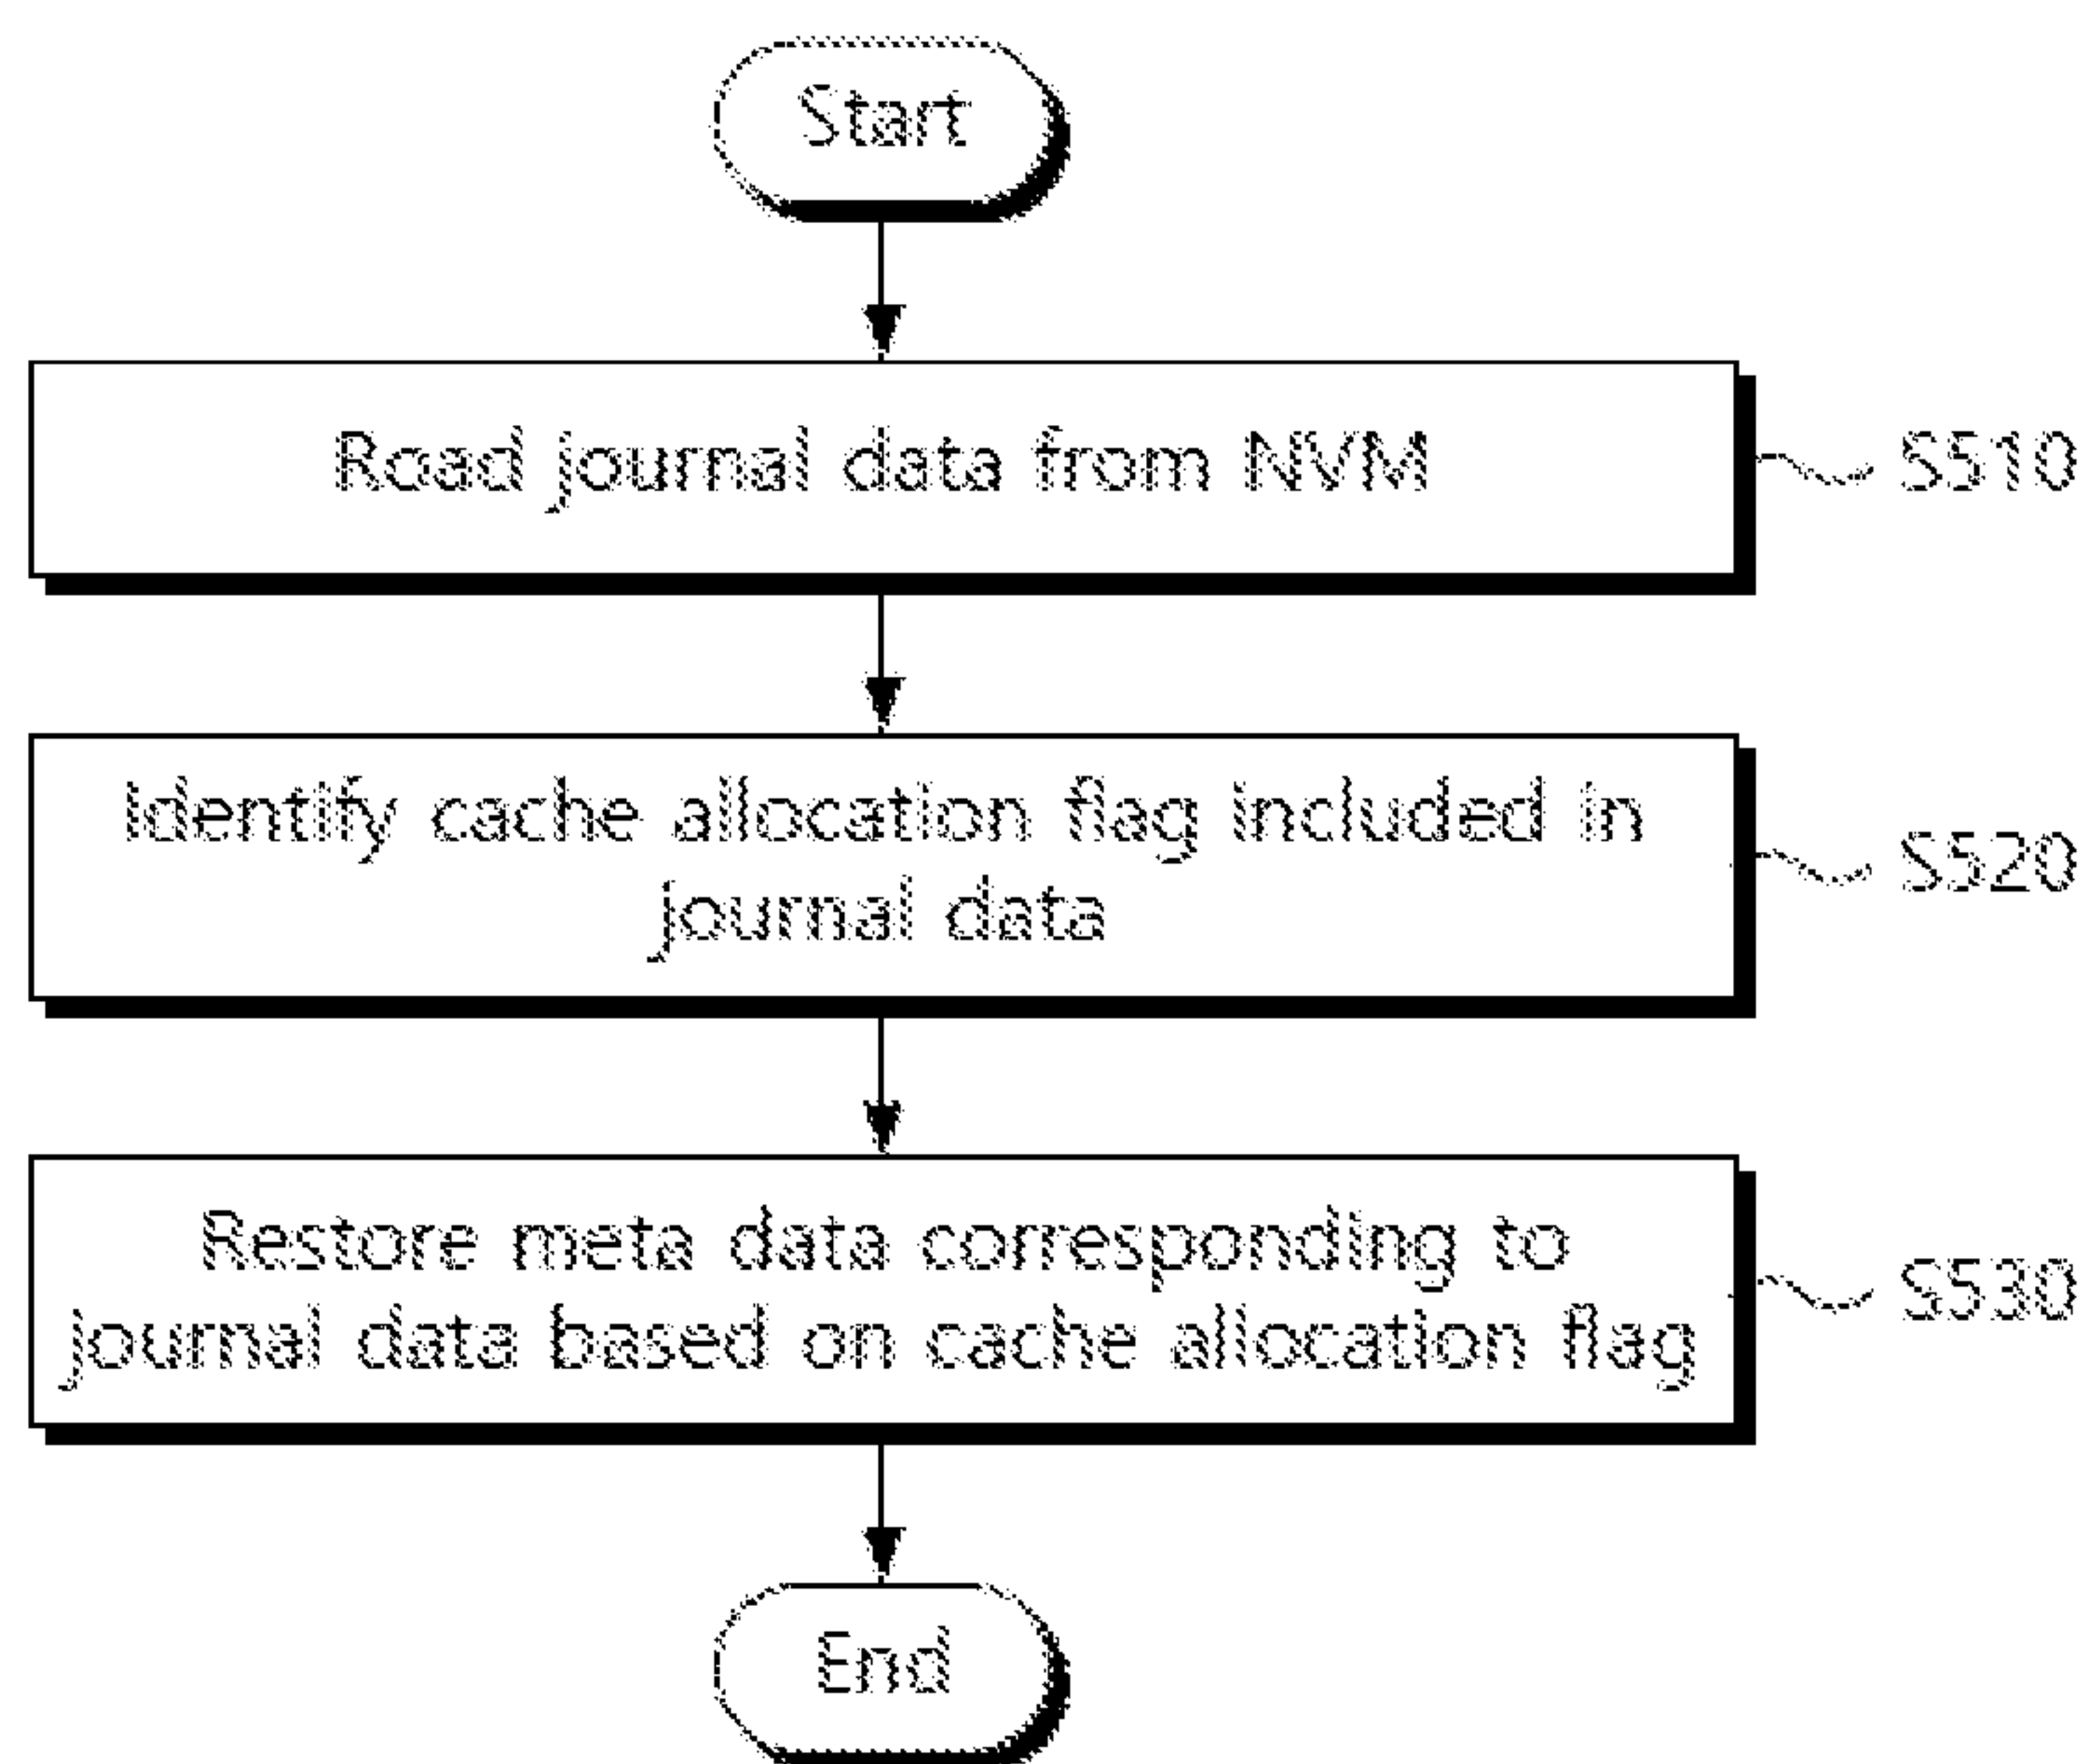 Start
Read journal data from NVM
S510
Identify cache allocation flag included in
journal data
S520
Restore meta data corresponding to
journal data based on cache allocation flag
S530
End